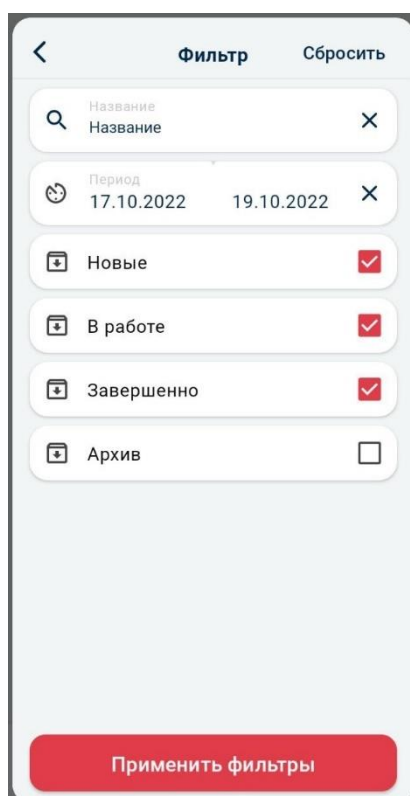 Фильтр Сбросить
Название
Название
Период
17.10.2022 19.10.2022
Новые
В работе
Завершенно
Архив
Применить фильтры